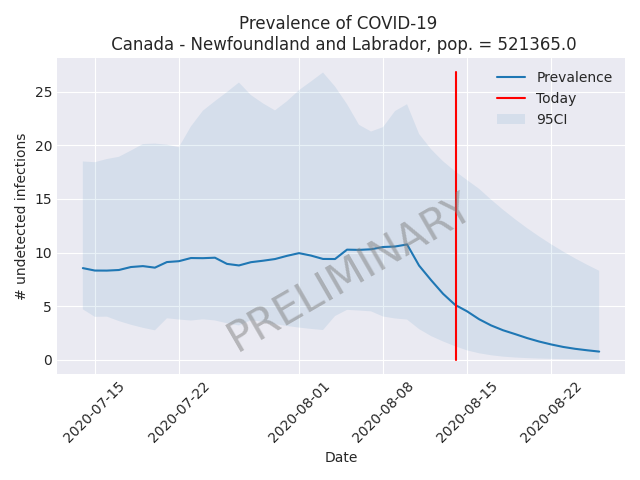 Prevalence of COVID-19
Canada - Newfoundland and Labrador, pop. = 521365.0
Prevalence
Today
95CI
PRELIMINARY
# undetected infections
25
20
15
10
5
0
2020-07-15
2020-07-22
2020-08-01
2020-08-08
2020-08-15
2020-08-22
Date